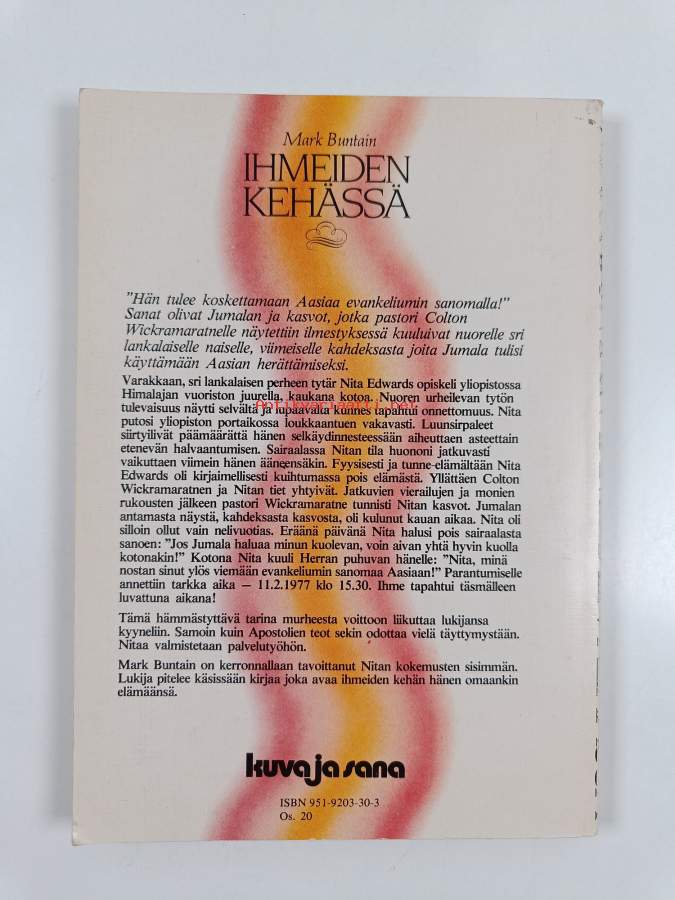 Mark Buntain
IHMEIDEN
KEHÄSSÄ
"Hän tulee koskettamaan Aasiaa evankeliumin sanomalla!"
Sanat olivat Jumalan ja kasvot, jotka pastori Colton
Wickramaratnelle näytettiin ilmestyksessä kuuluivat nuorelle sri
lankalaiselle naiselle, viimeiselle kahdeksasta joita Jumala tulisi
käyttämään Aasian herättämiseksi.
Varakkaan, sri lankalaisen perheen tytär Nita Edwards opiskeli yliopistossa
Himalajan vuoriston juurella, kaukana kotoa. Nuoren urheilevan tytön
tulevaisuus näytti selvältä ja lupaavalta kunnes tapahtui onnettomuus. Nita
Antikvariaatti.net
putosi yliopiston portaikossa loukkaantuen vakavasti. Luunsirpaleet
siirtyilivät päämäärättä hänen selkäydinnesteessään aiheuttaen asteettain
etenevän halvaantumisen. Sairaalassa Nitan tila huononi jatkuvasti
vaikuttaen viimein hänen ääneensäkin. Fyysisesti ja tunne-elämältään Nita
Edwards oli kirjaimellisesti kuihtumassa pois elämästä. Yllättäen Colton
Wickramaratnen ja Nitan tiet yhtyivät. Jatkuvien vierailujen ja monien
rukousten jälkeen pastori Wickramaratne tunnisti Nitan kasvot. Jumalan
antamasta näystä, kahdeksasta kasvosta, oli kulunut kauan aikaa. Nita oli
silloin ollut vain nelivuotias. Eräänä päivänä Nita halusi pois sairaalasta
sanoen: "Jos Jumala haluaa minun kuolevan, voin aivan yhtä hyvin kuolla
kotonakin!" Kotona Nita kuuli Herran puhuvan hänelle: "Nita, minä
nostan sinut ylös viemään evankeliumin sanomaa Aasiaan!" Parantumiselle
annettiin tarkka aika — 11.2.1977 klo 15.30. Ihme tapahtui täsmälleen
luvattuna aikana!
Tämä hämmästyttävä tarina murheesta voittoon liikuttaa lukijansa
kyyneliin. Samoin kuin Apostolien teot sekin odottaa vielä täyttymystään.
Nitaa valmistetaan palvelutyöhön.
Mark Buntain on kerronnallaan tavoittanut Nitan kokemusten sisimmän.
Lukija pitelee käsissään kirjaa joka avaa ihmeiden kehän hänen omaankin
elämäänsä.
kuva ja sana
ISBN 951-9203-30-3
Os. 20